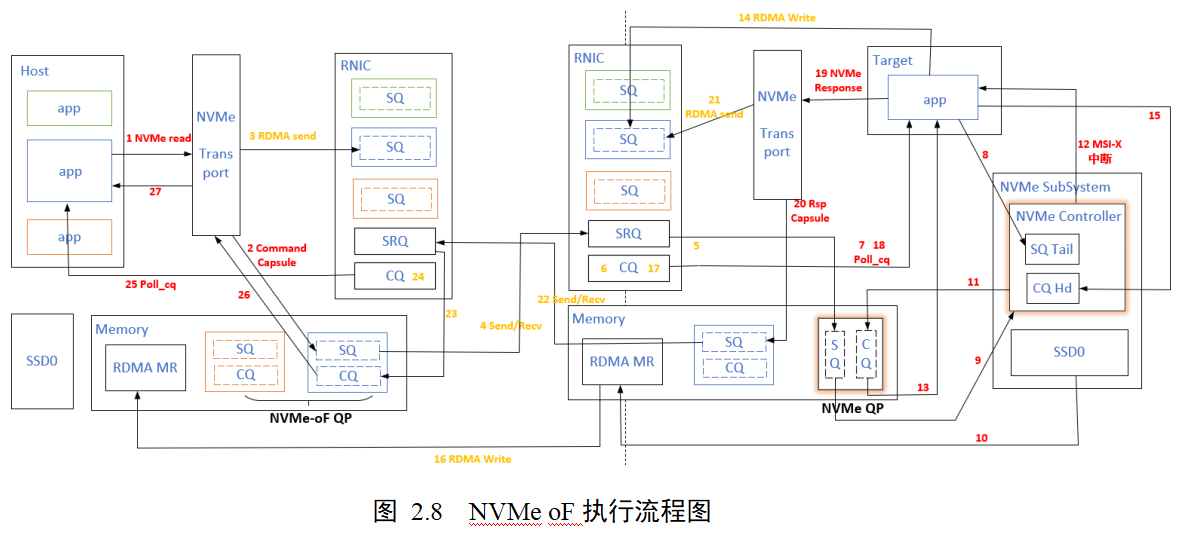 14 RDMA Write
Host
app
app
app
NVMe
Trans
port
1 NVMe read
27
3 RDMA send
2 Command
Capsule
26
25 Poll_cq
RNIC
SQ
SQ
SQ
SRQ
CQ 24
23
4 Send/Recv
22 Send/Recv
RNIC
SQ
SQ
SQ
SRQ
6 CQ 17
5
21
RDMA send
NVMe
Trans
port
19 NVMe
Response
20 Rsp
Capsule
7 18
Poll_cq
Target
app
8
15
12 MSI-X
中断
NVMe SubSystem
NVMe Controller
SQ Tail
CQ Hd
11
9
SSD0
13
10
SSD0
Memory
RDMA MR
SQ
CQ
SQ
CQ
NVMe-oF QP
Memory
RDMA MR
SQ
CQ
S
Q
C
Q
NVMe QP
16 RDMA Write
图 2.8 NVMe oF 执行流程图